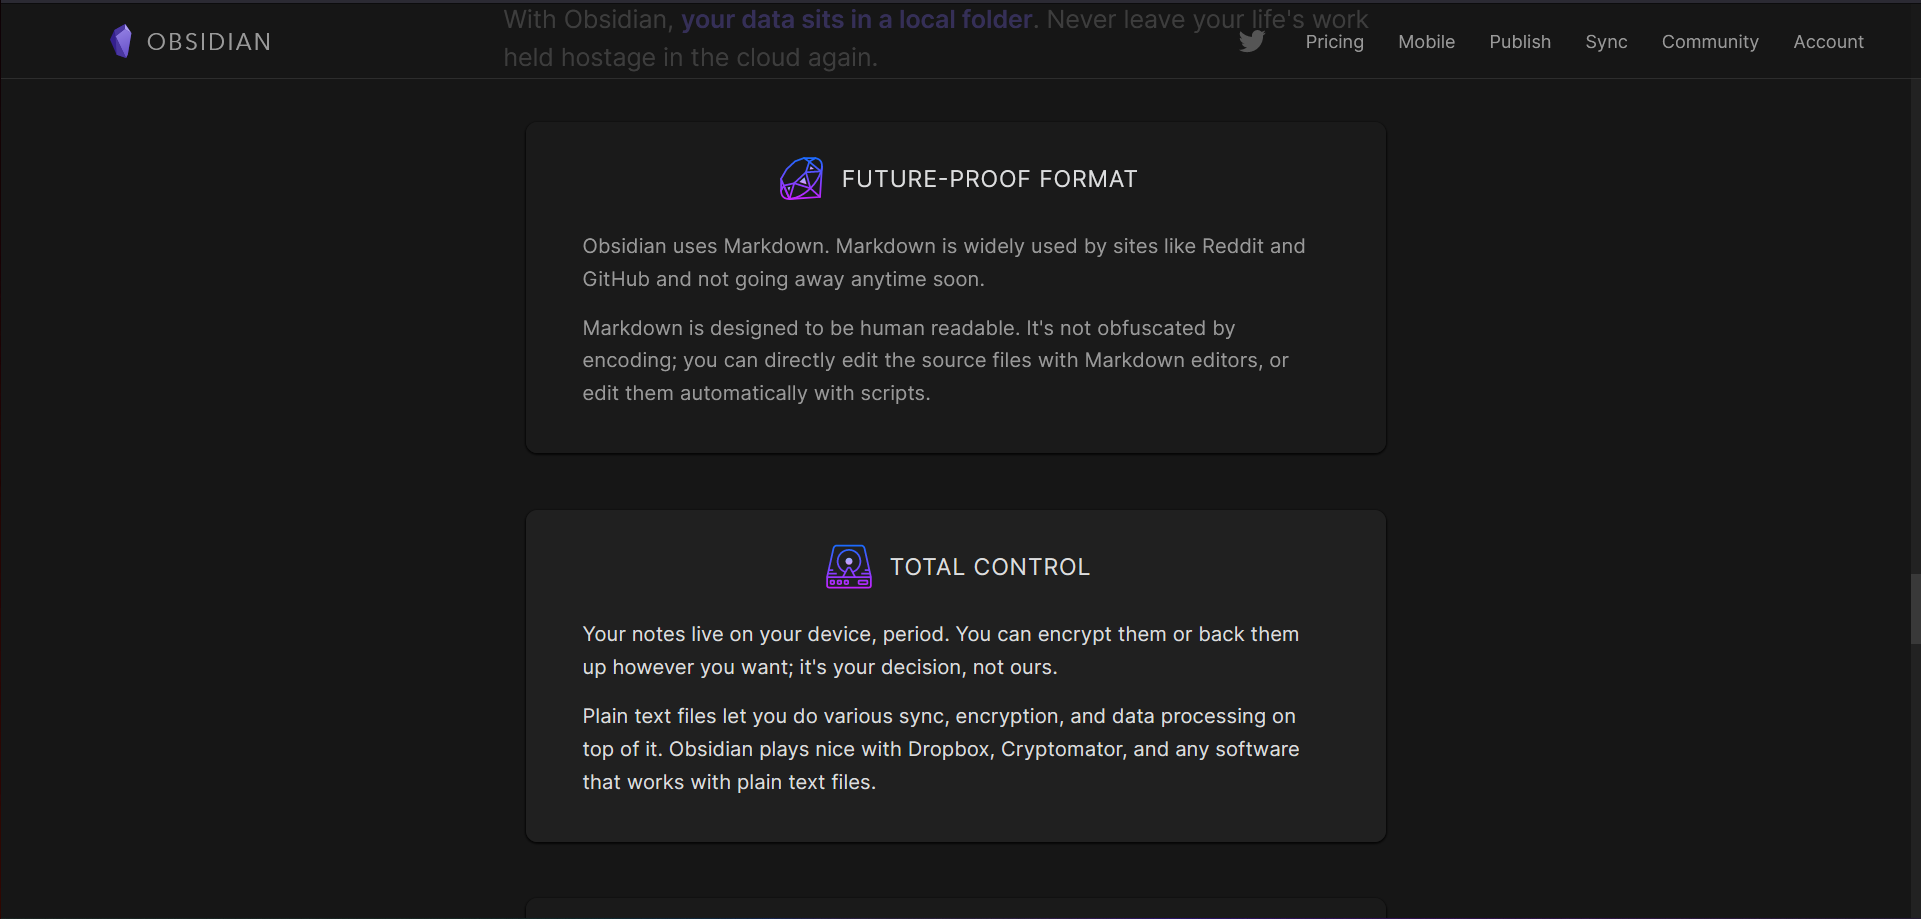 With Obsidian, your data sits in a local folder. Never leave your life's work
held hostage in the cloud again.
OBSIDIAN
Pricing
Mobile
Publish
Sync
Community
Account
FUTURE-PROOF FORMAT
Obsidian uses Markdown. Markdown is widely used by sites like Reddit and
GitHub and not going away anytime soon.
Markdown is designed to be human readable. It's not obfuscated by
encoding; you can directly edit the source files with Markdown editors, or
edit them automatically with scripts.
TOTAL CONTROL
Your notes live on your device, period. You can encrypt them or back them
up however you want; it's your decision, not ours.
Plain text files let you do various sync, encryption, and data processing on
top of it. Obsidian plays nice with Dropbox, Cryptomator, and any software
that works with plain text files.